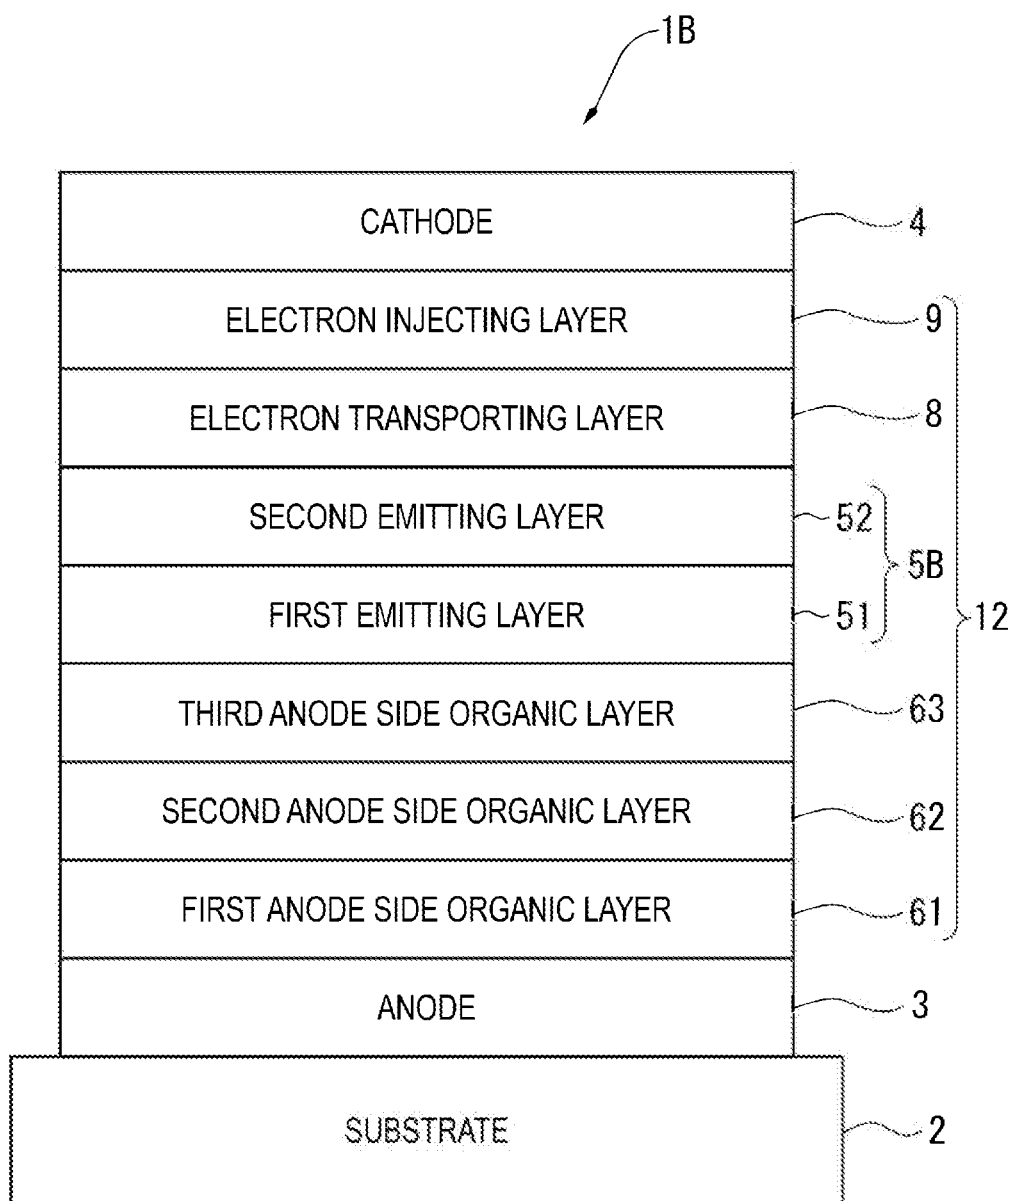 1B
CATHODE 4
ELECTRON INJECTING LAYER 9
ELECTRON TRANSPORTING LAYER 8
SECOND EMITTING LAYER 52
5B
FIRST EMITTING LAYER 51
12
THIRD ANODE SIDE ORGANIC LAYER 63
SECOND ANODE SIDE ORGANIC LAYER 62
FIRST ANODE SIDE ORGANIC LAYER 61
ANODE 3
SUBSTRATE 2